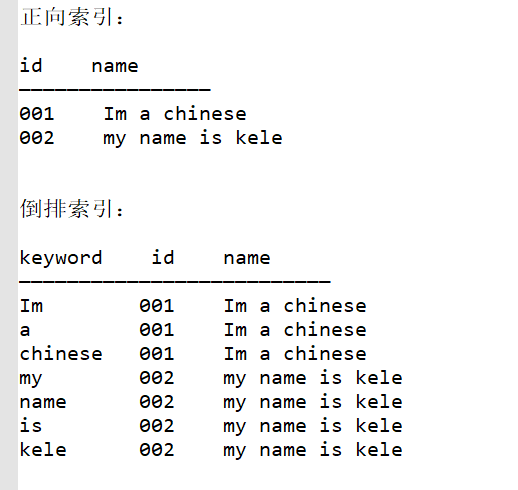 正向索引：
id    name
————————————————
001    Im a chinese
002    my name is kele
倒排索引：
keyword    id    name
——————————————————————————
Im        001    Im a chinese
a         001    Im a chinese
chinese   001    Im a chinese
my        002    my name is kele
name      002    my name is kele
is        002    my name is kele
kele      002    my name is kele